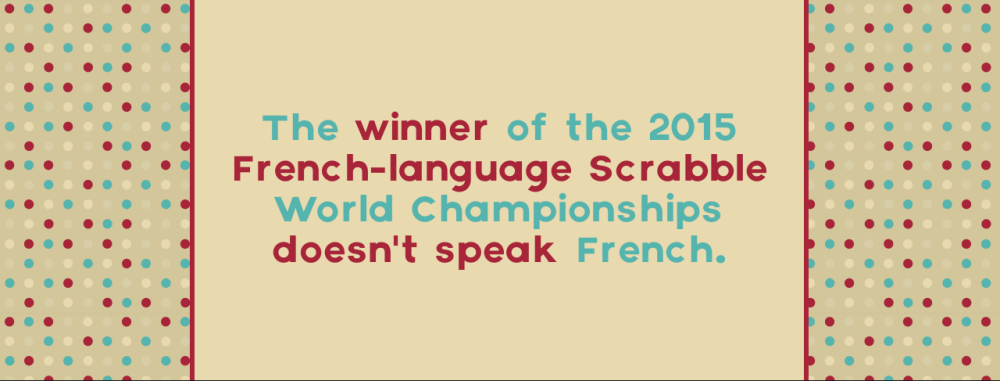 The winner of the 2015
French-language Scrabble
World Championships
doesn't speak French.